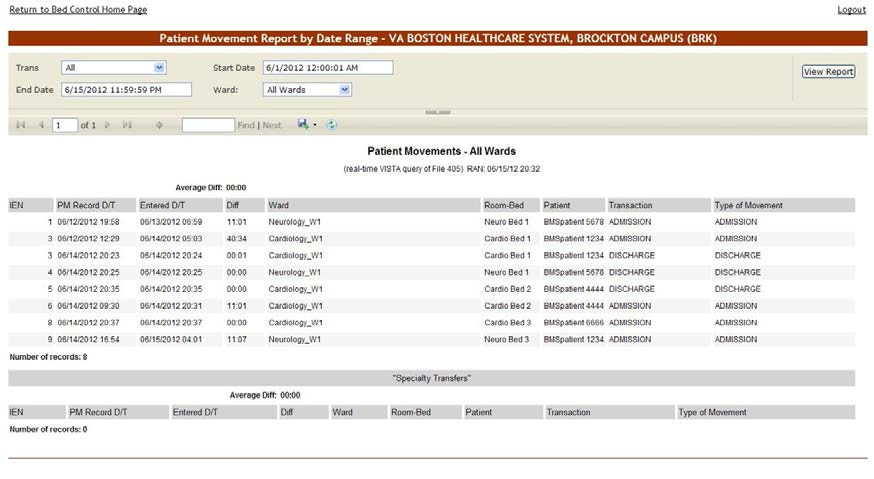 Return to Bed Control Home Page Logout
Patient Movement Report by Date Range - VA BOSTON HEALTHCARE SYSTEM, BROCKTON CAMPUS (BRK)
Trans All Start Date 6/1/2012 12:00:01 AM View Report
End Date 6/15/2012 11:59:59 PM Ward: All Wards
1 of 1 Find | Next
Patient Movements - All Wards
(real-time VISTA query of File 405) RAN: 06/15/12 20:32
Average Diff: 00:00
IEN PM Record D/T Entered D/T Diff Ward Room-Bed Patient Transaction Type of Movement
1 06/12/2012 19:58 06/13/2012 06:59 11:01 Neurology_W1 Neuro Bed 1 BMSpatient 5678 ADMISSION ADMISSION
3 06/12/2012 12:29 06/14/2012 05:03 40:34 Cardiology_W1 Cardio Bed 1 BMSpatient 1234 ADMISSION ADMISSION
3 06/14/2012 20:23 06/14/2012 20:24 00:01 Cardiology_W1 Cardio Bed 1 BMSpatient 1234 DISCHARGE DISCHARGE
4 06/14/2012 20:25 06/14/2012 20:25 00:00 Neurology_W1 Neuro Bed 1 BMSpatient 5678 DISCHARGE DISCHARGE
5 06/14/2012 20:35 06/14/2012 20:35 00:00 Cardiology_W1 Cardio Bed 2 BMSpatient 4444 DISCHARGE DISCHARGE
6 06/14/2012 09:30 06/14/2012 20:31 11:01 Cardiology_W1 Cardio Bed 2 BMSpatient 4444 ADMISSION ADMISSION
8 06/14/2012 20:37 06/14/2012 20:37 00:00 Cardiology_W1 Cardio Bed 3 BMSpatient 6666 ADMISSION ADMISSION
9 06/14/2012 16:54 06/15/2012 04:01 11:07 Neurology_W1 Neuro Bed 3 BMSpatient 1234 ADMISSION ADMISSION
Number of records: 8
"Specialty Transfers"
Average Diff: 00:00
IEN PM Record D/T Entered D/T Diff Ward Room-Bed Patient Transaction Type of Movement
Number of records: 0